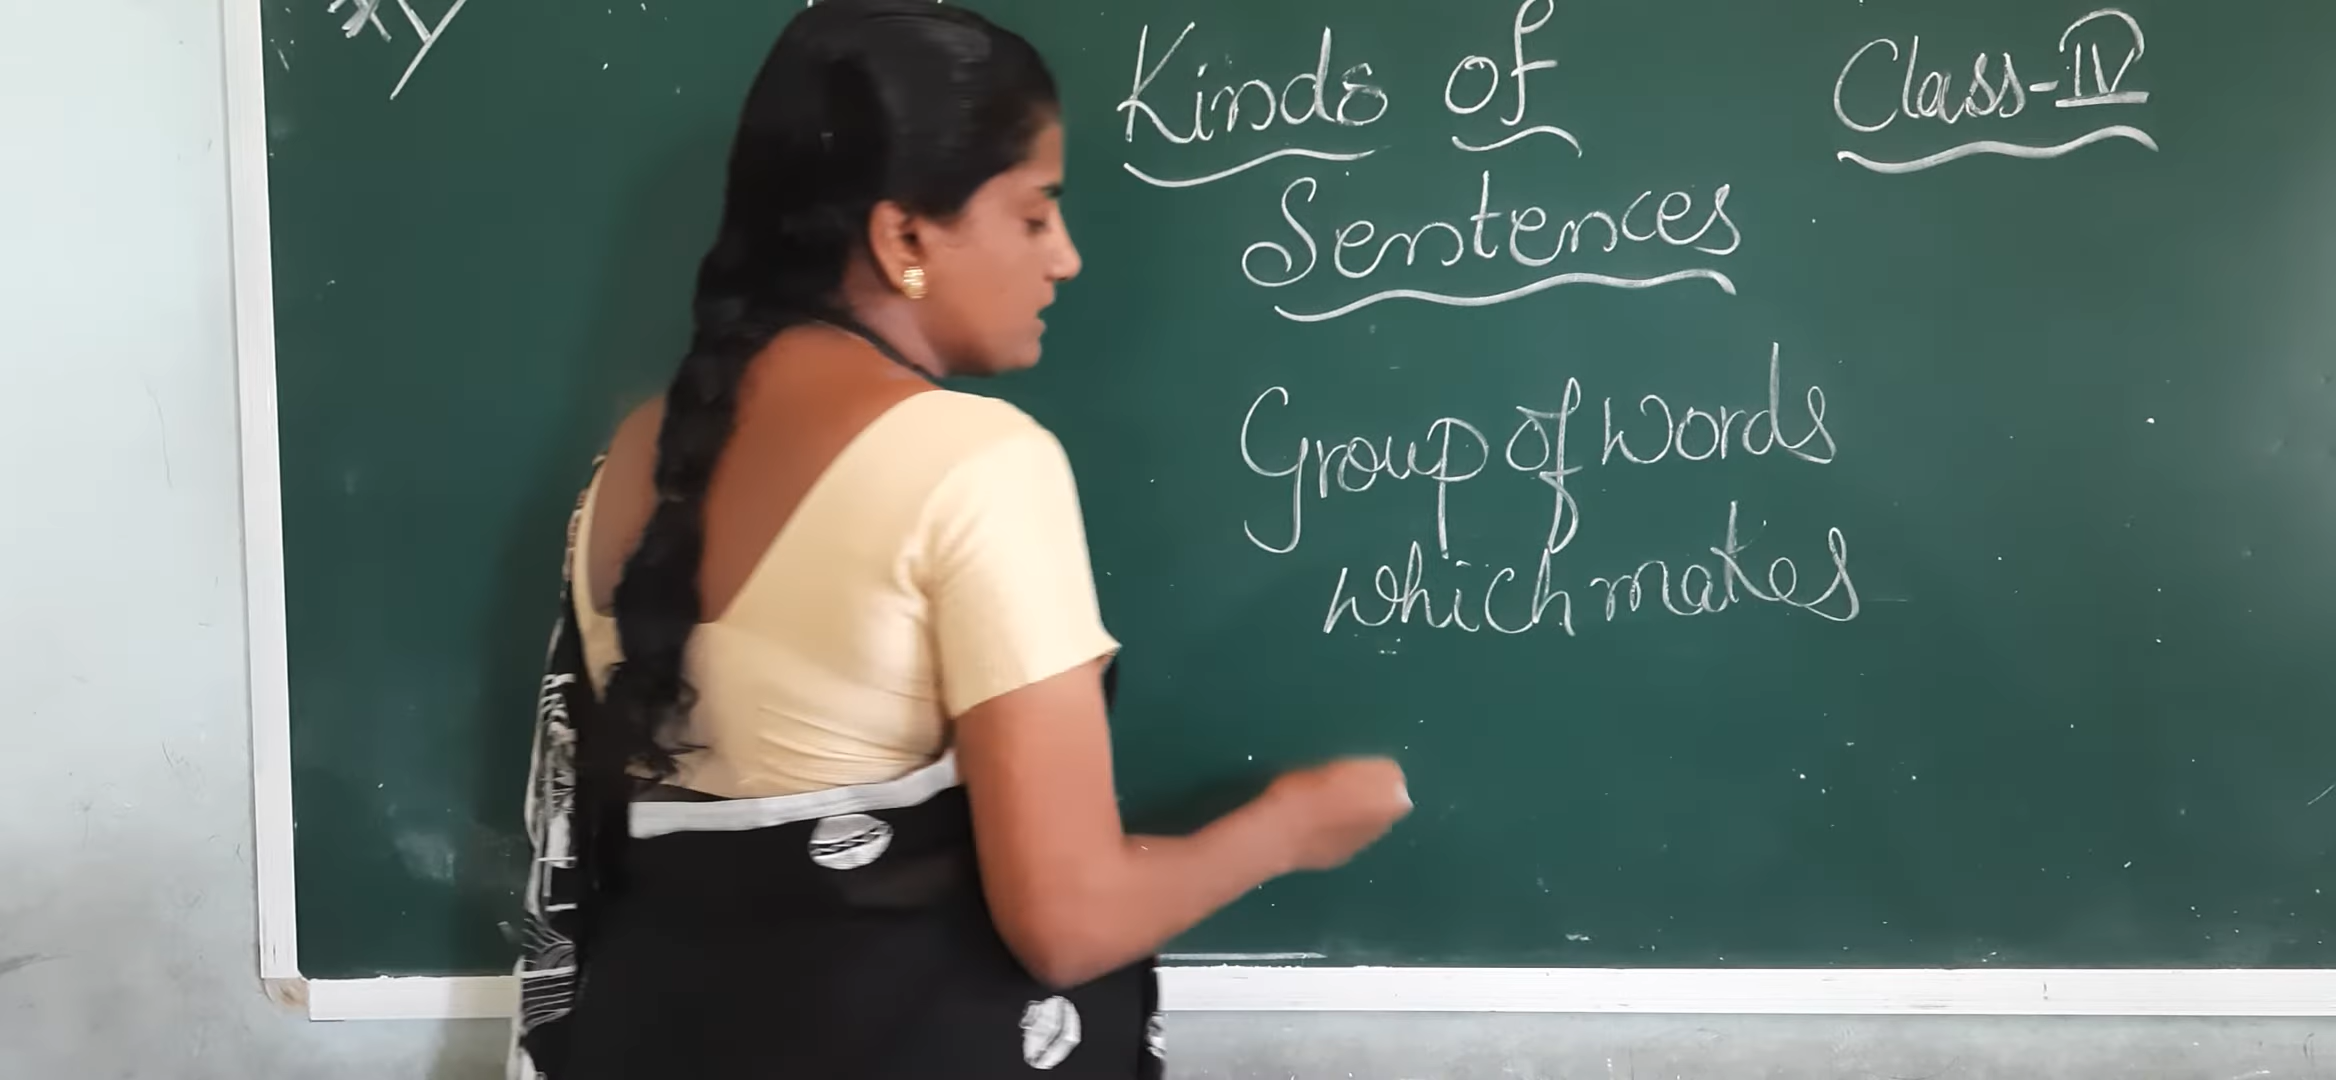 Kinds of
Class-IV
Sentences
Group of Words
which makes